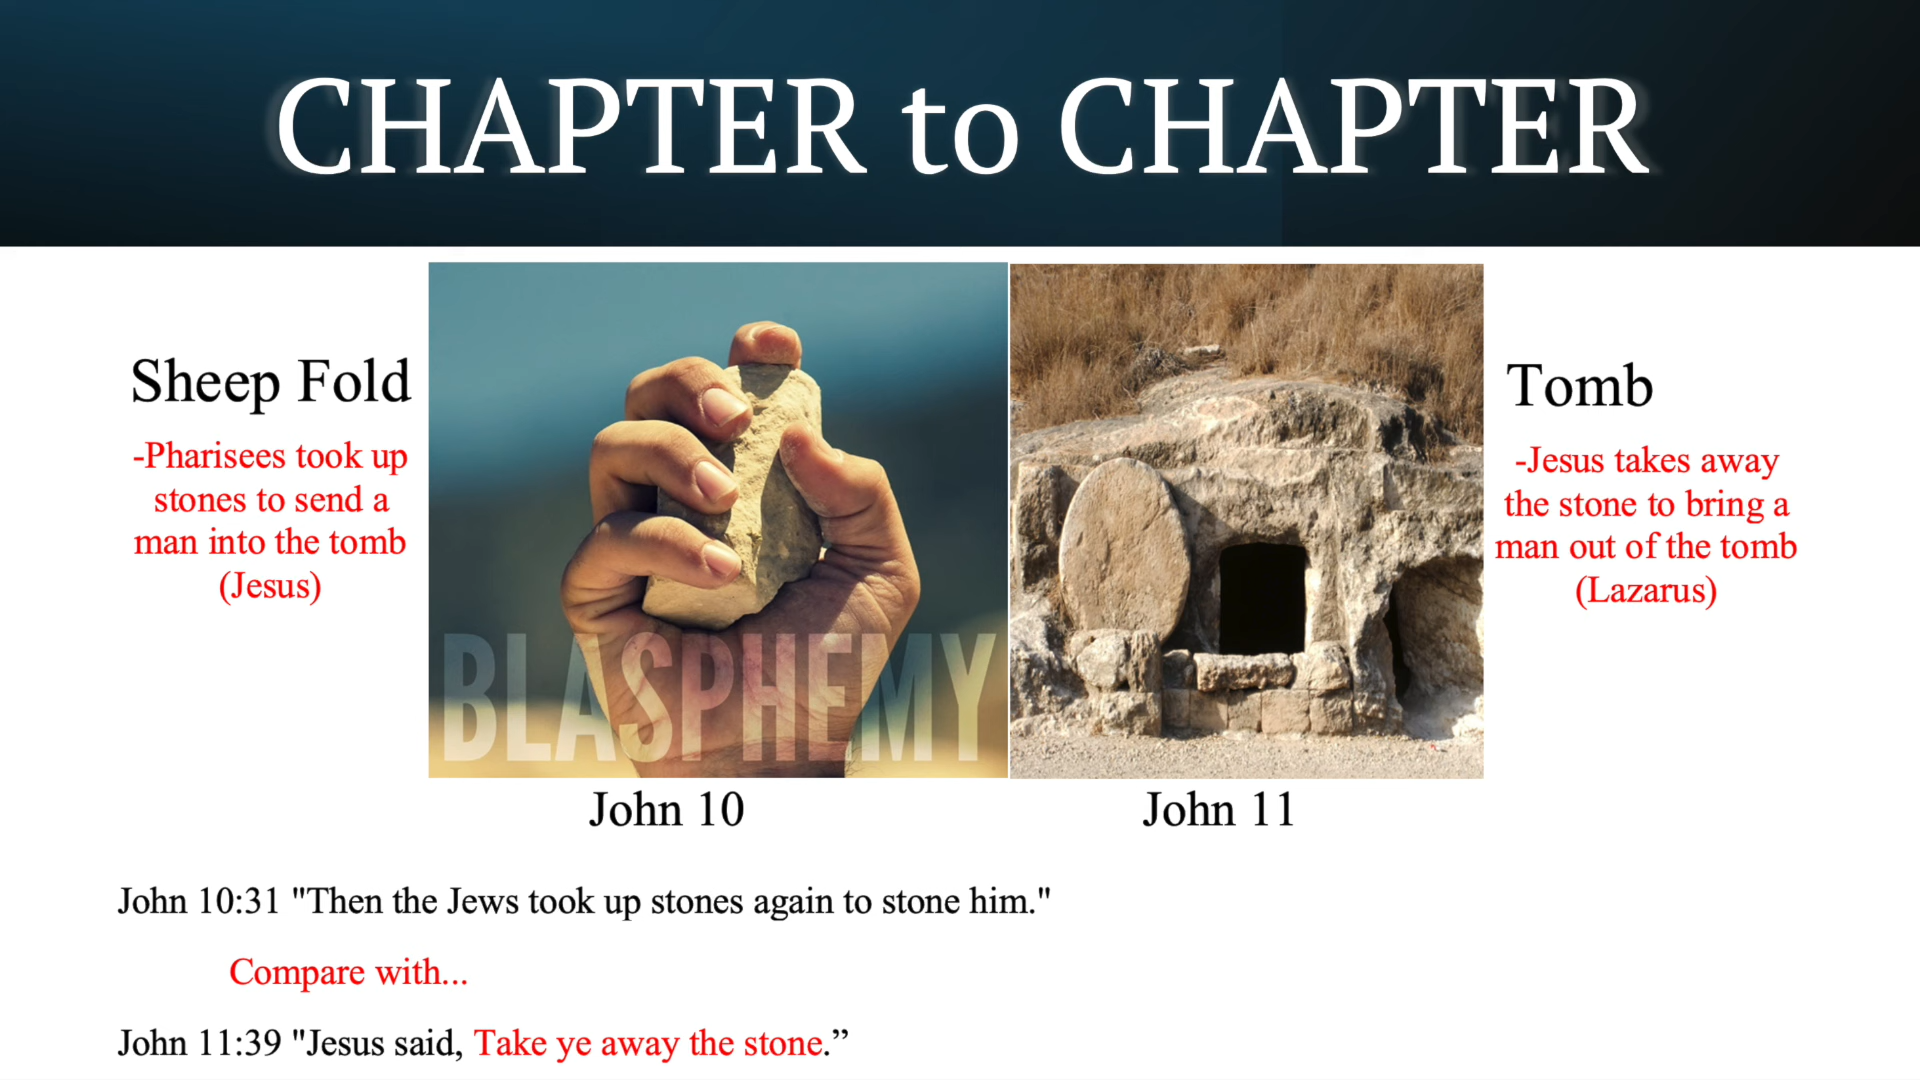 CHAPTER to CHAPTER
Sheep Fold
-Pharisees took up
stones to send a
man into the tomb
(Jesus)
BLASPHEMY
Tomb
-Jesus takes away
the stone to bring a
man out of the tomb
(Lazarus)
John 10
John 11
John 10:31 "Then the Jews took up stones again to stone him."
Compare with...
John 11:39 "Jesus said, Take ye away the stone.”